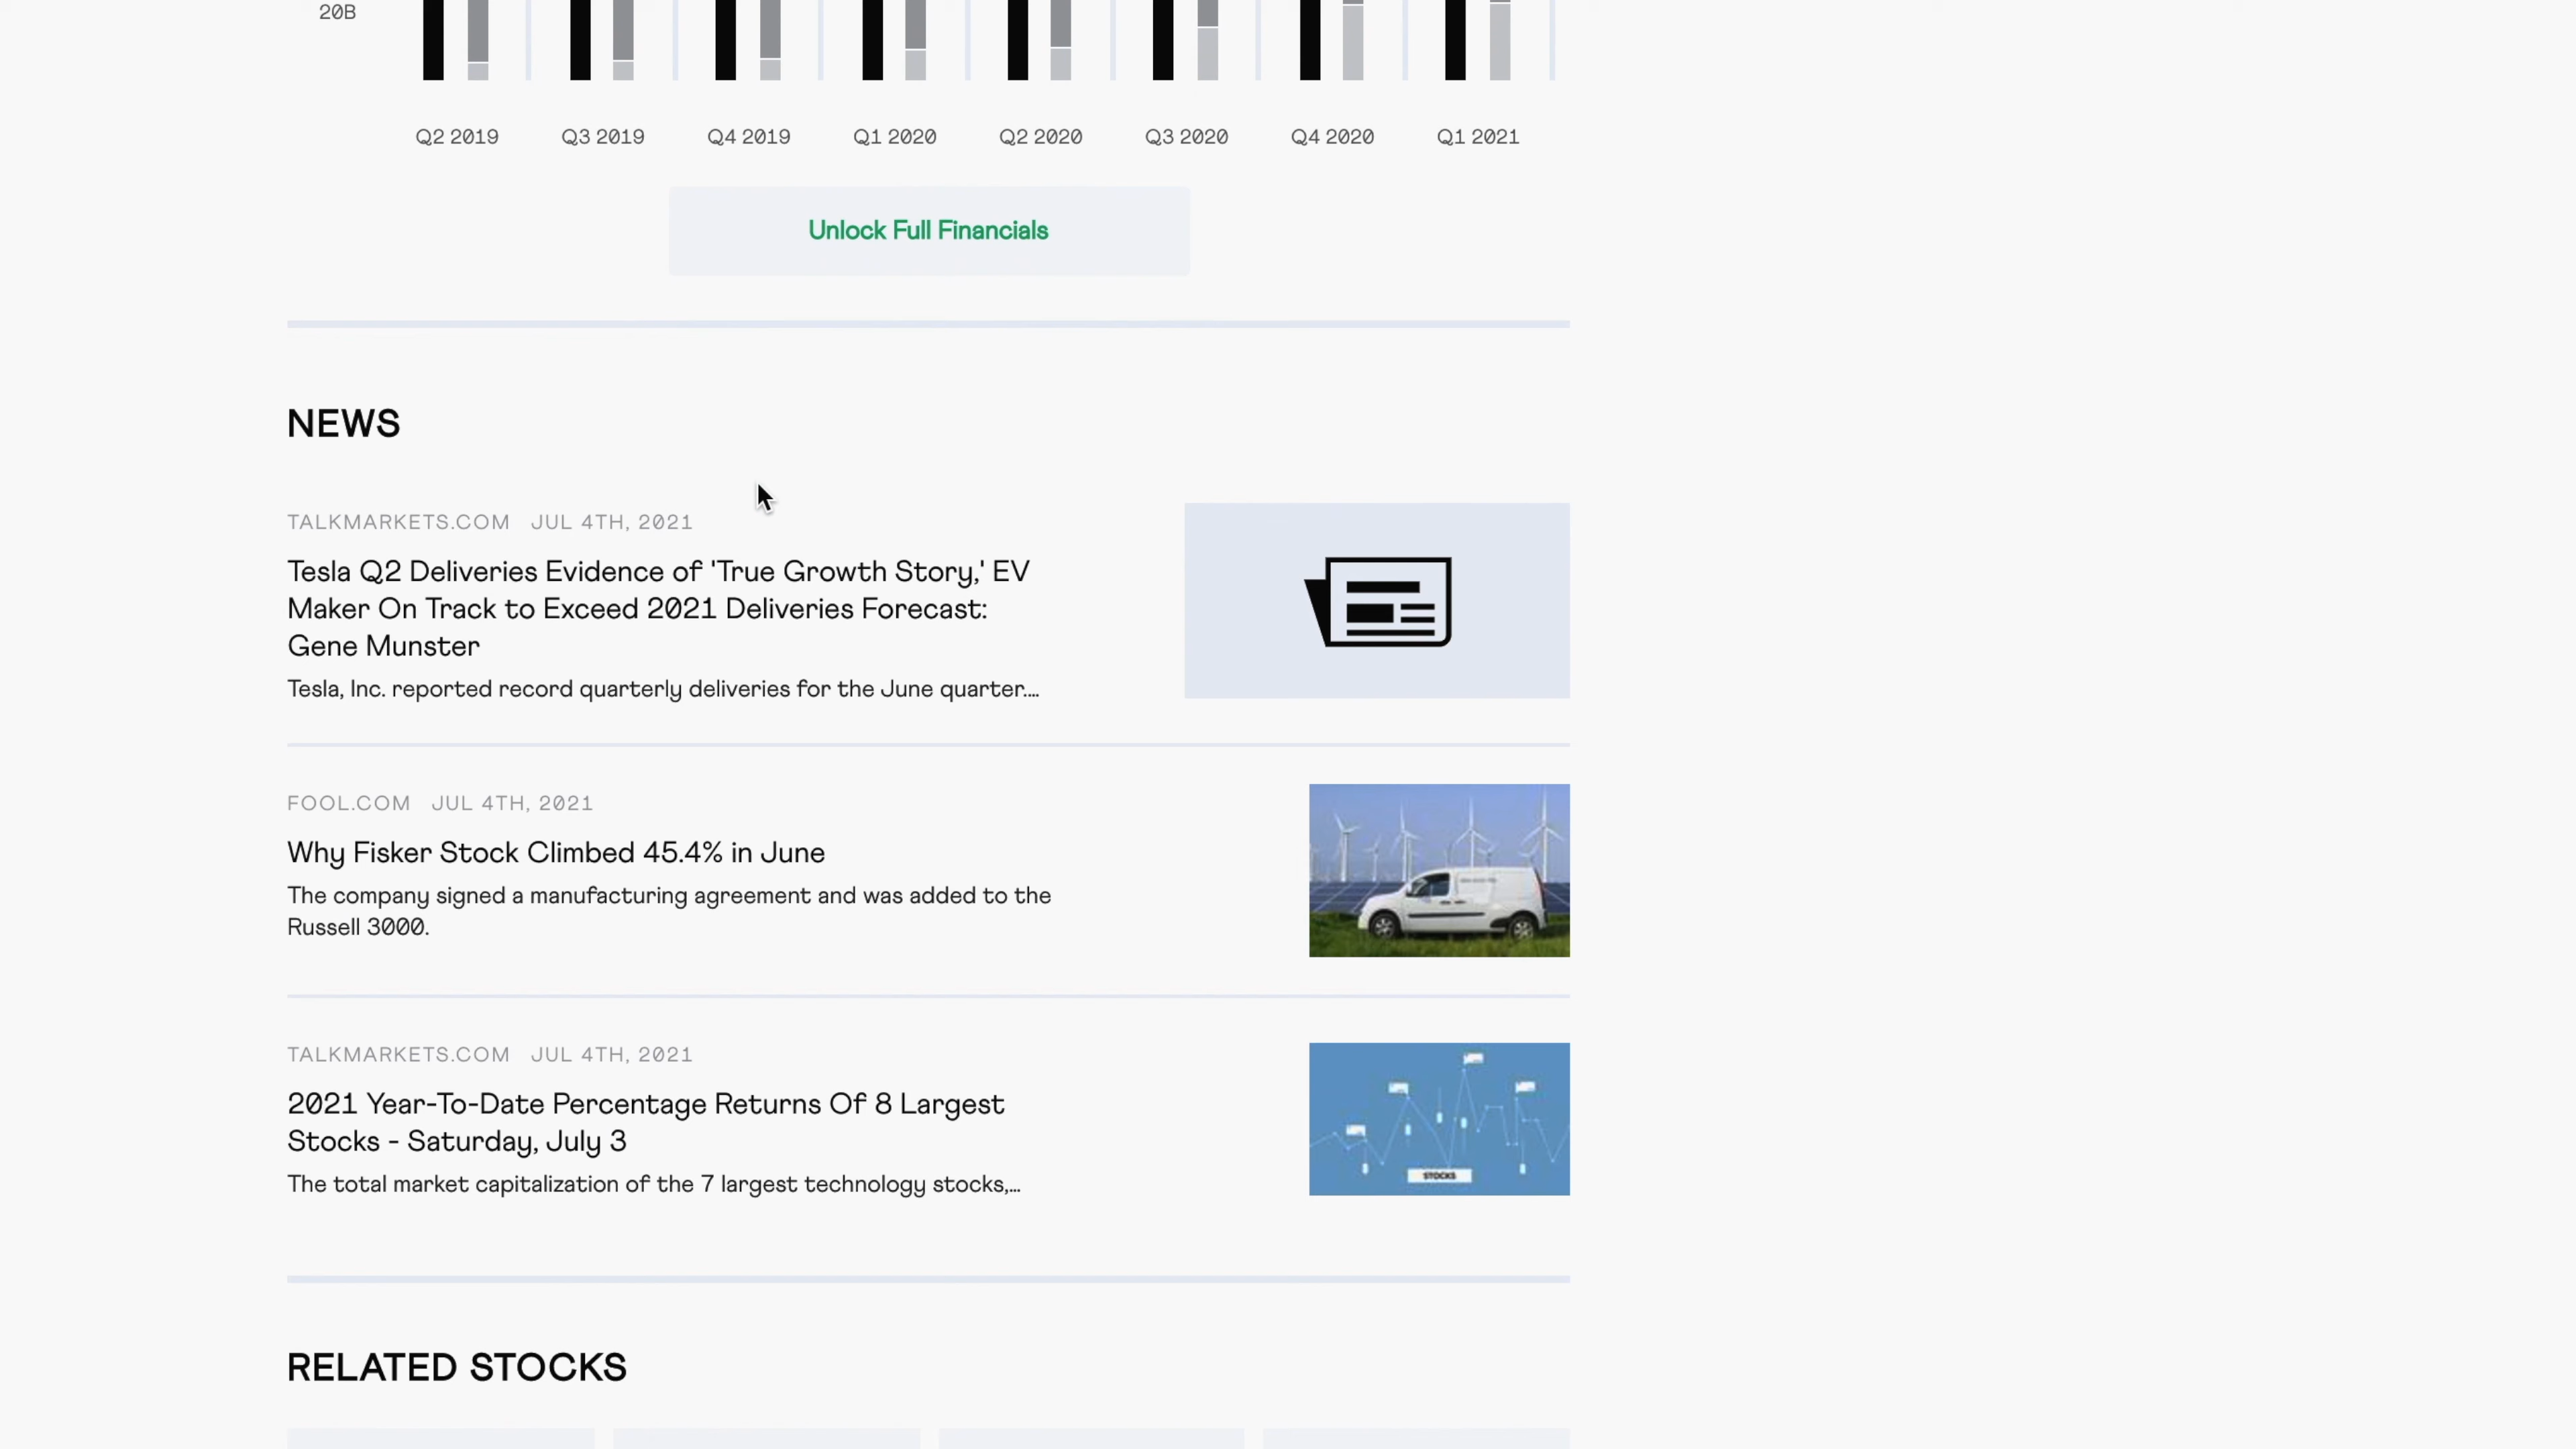 20B
Q2 2019 Q3 2019 Q4 2019 Q1 2020 Q2 2020 Q3 2020 Q4 2020 Q1 2021
Unlock Full Financials
NEWS
TALKMARKETS.COM JUL 4TH, 2021
Tesla Q2 Deliveries Evidence of 'True Growth Story,' EV
Maker On Track to Exceed 2021 Deliveries Forecast:
Gene Munster
Tesla, Inc. reported record quarterly deliveries for the June quarter....
FOOL.COM JUL 4TH, 2021
Why Fisker Stock Climbed 45.4% in June
The company signed a manufacturing agreement and was added to the
Russell 3000.
TALKMARKETS.COM JUL 4TH, 2021
2021 Year-To-Date Percentage Returns Of 8 Largest
Stocks - Saturday, July 3
The total market capitalization of the 7 largest technology stocks,...
STOCKS
RELATED STOCKS